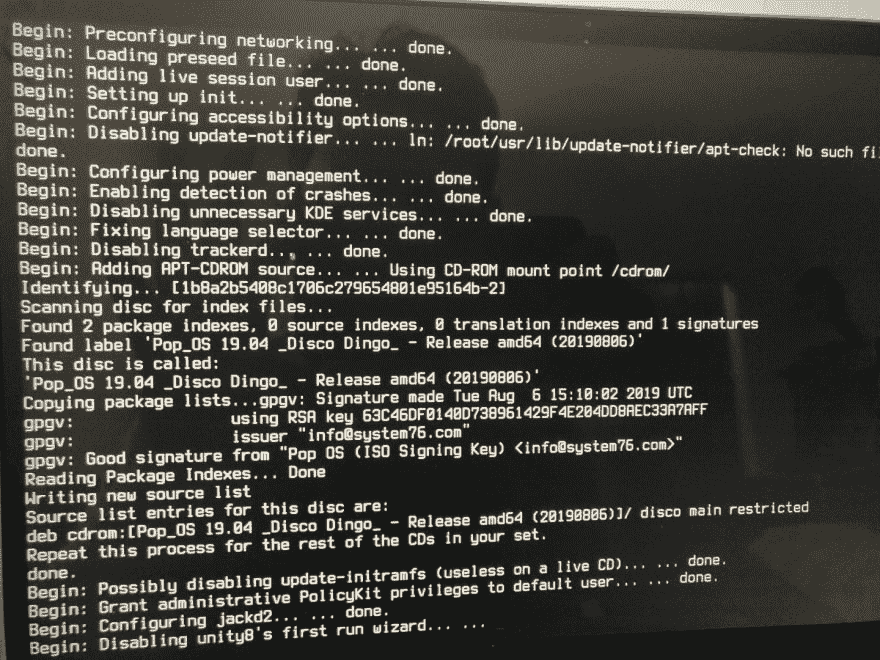 Begin: Preconfiguring networking... ... done.
Begin: Loading preseed file... ... done.
Begin: Adding live session user... ... done.
Begin: Setting up init... ... done.
Begin: Configuring accessibility options... ... done.
Begin: Disabling update-notifier... ... ln: /root/usr/lib/update-notifier/apt-check: No such fi
done.
Begin: Configuring power management... ... done.
Begin: Enabling detection of crashes... ... done.
Begin: Disabling unnecessary KDE services... ... done.
Begin: Fixing language selector... ... done.
Begin: Disabling trackerd... ... done.
Begin: Adding APT-CDROM source... ... Using CD-ROM mount point /cdrom/
Identifying... [1b8a2b5408c1706c279654801e95164b-2]
Scanning disc for index files...
Found 2 package indexes, 0 source indexes, 0 translation indexes and 1 signatures
Found label 'Pop_OS 19.04 _Disco Dingo_ - Release amd64 (20190806)'
This disc is called:
'Pop_OS 19.04 _Disco Dingo_ - Release amd64 (20190806)'
Copying package lists...gpgv: Signature made Tue Aug  6 15:10:02 2019 UTC
gpgv:                using RSA key 63C46DF0140D738961429F4E204DD8AEC33A7AFF
gpgv:                issuer "info@system76.com"
gpgv: Good signature from "Pop OS (ISO Signing Key) <info@system76.com>"
Reading Package Indexes... Done
Writing new source list
Source list entries for this disc are:
deb cdrom:[Pop_OS 19.04 _Disco Dingo_ - Release amd64 (20190806)]/ disco main restricted
Repeat this process for the rest of the CDs in your set.
done.
Begin: Possibly disabling update-initramfs (useless on a live CD)... ... done.
Begin: Grant administrative PolicyKit privileges to default user... ... done.
Begin: Configuring jackd2... ... done.
Begin: Disabling unity8's first run wizard... ...